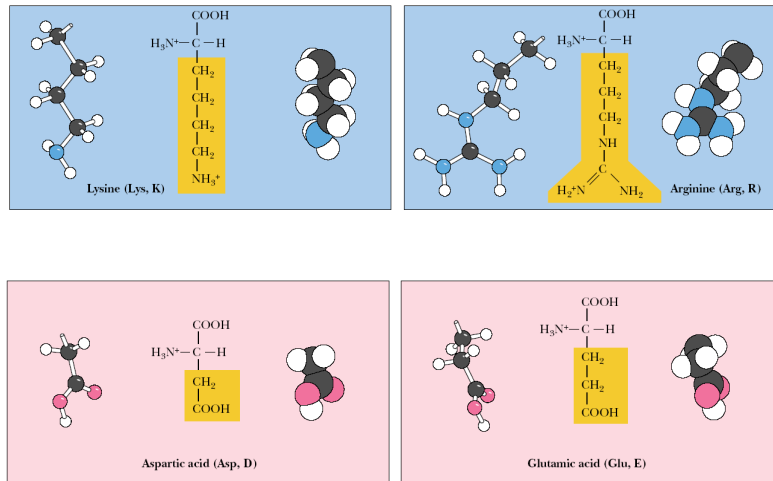 COOH
H₃N⁺—C—H
CH₂
CH₂
CH₂
CH₂
NH₃⁺
Lysine (Lys, K)
COOH
H₃N⁺—C—H
CH₂
CH₂
CH₂
NH
C
H₂⁺N NH₂
Arginine (Arg, R)
COOH
H₃N⁺—C—H
CH₂
COOH
Aspartic acid (Asp, D)
COOH
H₃N⁺—C—H
CH₂
CH₂
COOH
Glutamic acid (Glu, E)